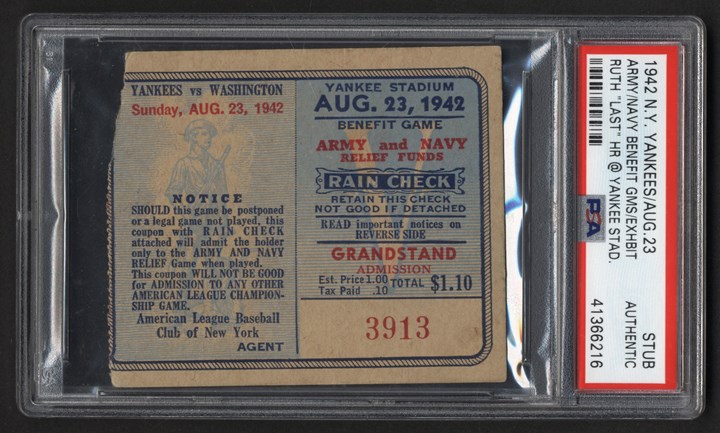 YANKEES vs WASHINGTON
Sunday, AUG. 23, 1942
NOTICE
SHOULD this game be postponed
or a legal game not played, this
coupon with RAIN CHECK
attached will admit the holder
only to the ARMY AND NAVY
RELIEF Game when played.
This coupon WILL NOT BE GOOD
for ADMISSION TO ANY OTHER
AMERICAN LEAGUE CHAMPION-
SHIP GAME.
American League Baseball
Club of New York
AGENT
YANKEE STADIUM
AUG. 23, 1942
BENEFIT GAME
ARMY and NAVY
RELIEF FUNDS
RAIN CHECK
RETAIN THIS CHECK
NOT GOOD IF DETACHED
READ important notices on
REVERSE SIDE
GRANDSTAND
ADMISSION
Est. Price 1.00
Tax Paid .10
TOTAL $1.10
3913
1942 N.Y. YANKEES/AUG.23
ARMY/NAVY BENEFIT GMS/EXHBIT
RUTH "LAST" HR @ YANKEE STAD.
STUB
AUTHENTIC
PSA
41366216